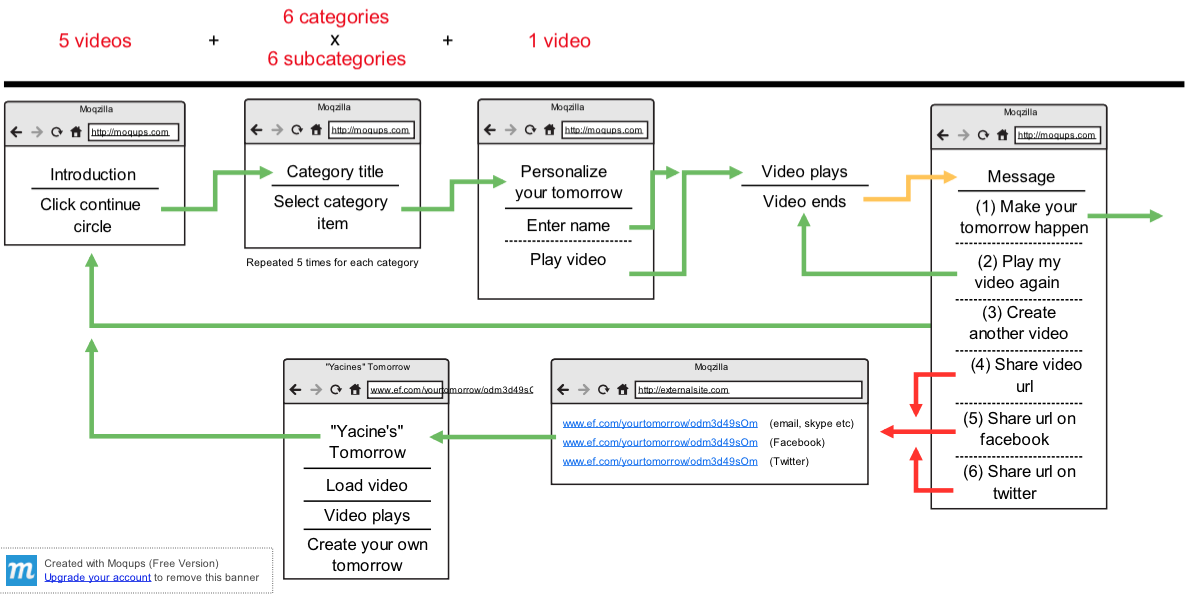 5 videos
+
6 categories
x
6 subcategories
+
1 video
Moqzilla
http://moqups.com
Introduction
Click continue
circle
Moqzilla
http://moqups.com
Category title
Select category
item
Repeated 5 times for each category
Moqzilla
http://moqups.com
Personalize
your tomorrow
Enter name
Play video
Video plays
Video ends
Moqzilla
http://moqups.com
Message
(1) Make your
tomorrow happen
(2) Play my
video again
(3) Create
another video
(4) Share video
url
(5) Share url on
facebook
(6) Share url on
twitter
"Yacines" Tomorrow
www.ef.com/yourtomorrow/odm3d49sO
"Yacine's"
Tomorrow
Load video
Video plays
Create your own
tomorrow
Moqzilla
http://externalsite.com
www.ef.com/yourtomorrow/odm3d49sOm (email, skype etc)
www.ef.com/yourtomorrow/odm3d49sOm (Facebook)
www.ef.com/yourtomorrow/odm3d49sOm (Twitter)
m
Created with Moqups (Free Version)
Upgrade your account to remove this banner